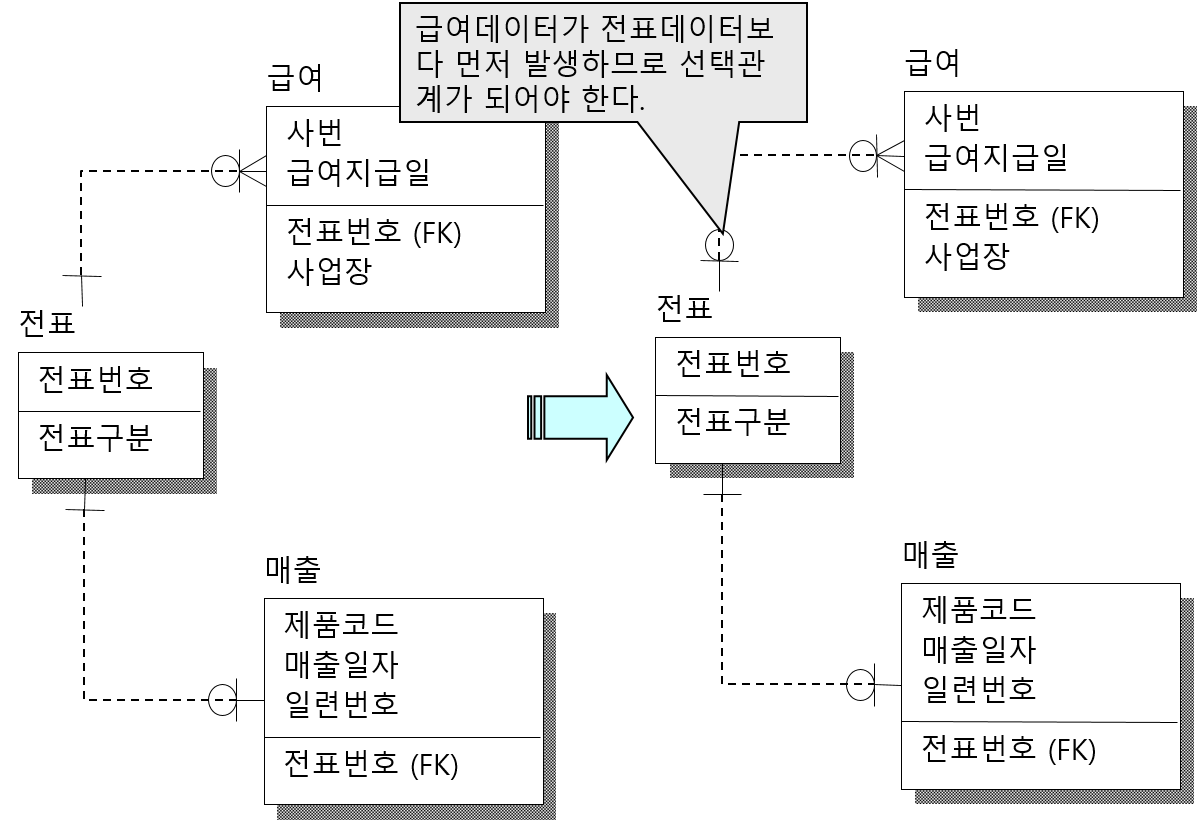 급여데이터가 전표데이터보
다 먼저 발생하므로 선택관
계가 되어야 한다.
급여
사번
급여지급일
전표번호 (FK)
사업장
전표
전표번호
전표구분
매출
제품코드
매출일자
일련번호
전표번호 (FK)
급여
사번
급여지급일
전표번호 (FK)
사업장
전표
전표번호
전표구분
매출
제품코드
매출일자
일련번호
전표번호 (FK)